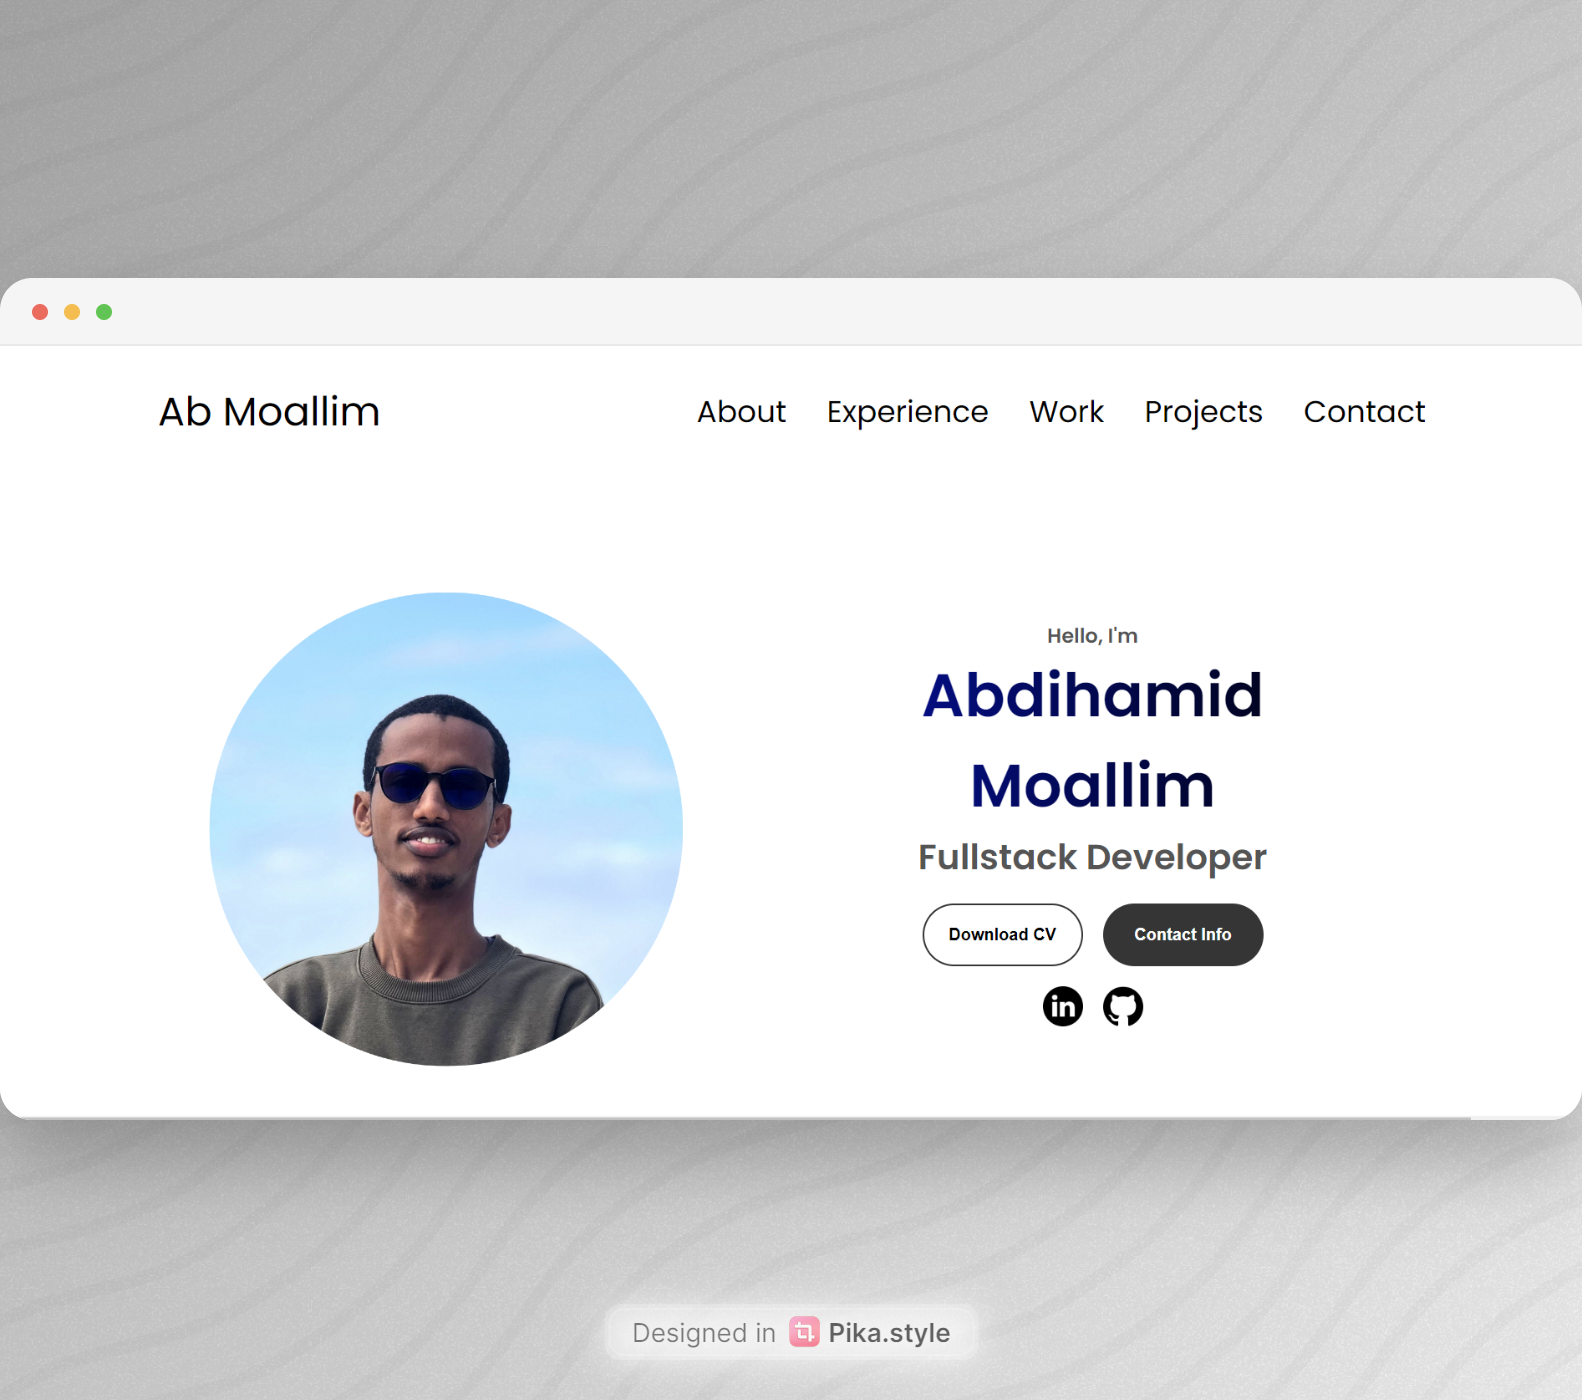 Ab Moallim
About Experience Work Projects Contact
Hello, I'm
Abdihamid
Moallim
Fullstack Developer
Download CV Contact Info
in
Designed in Pika.style